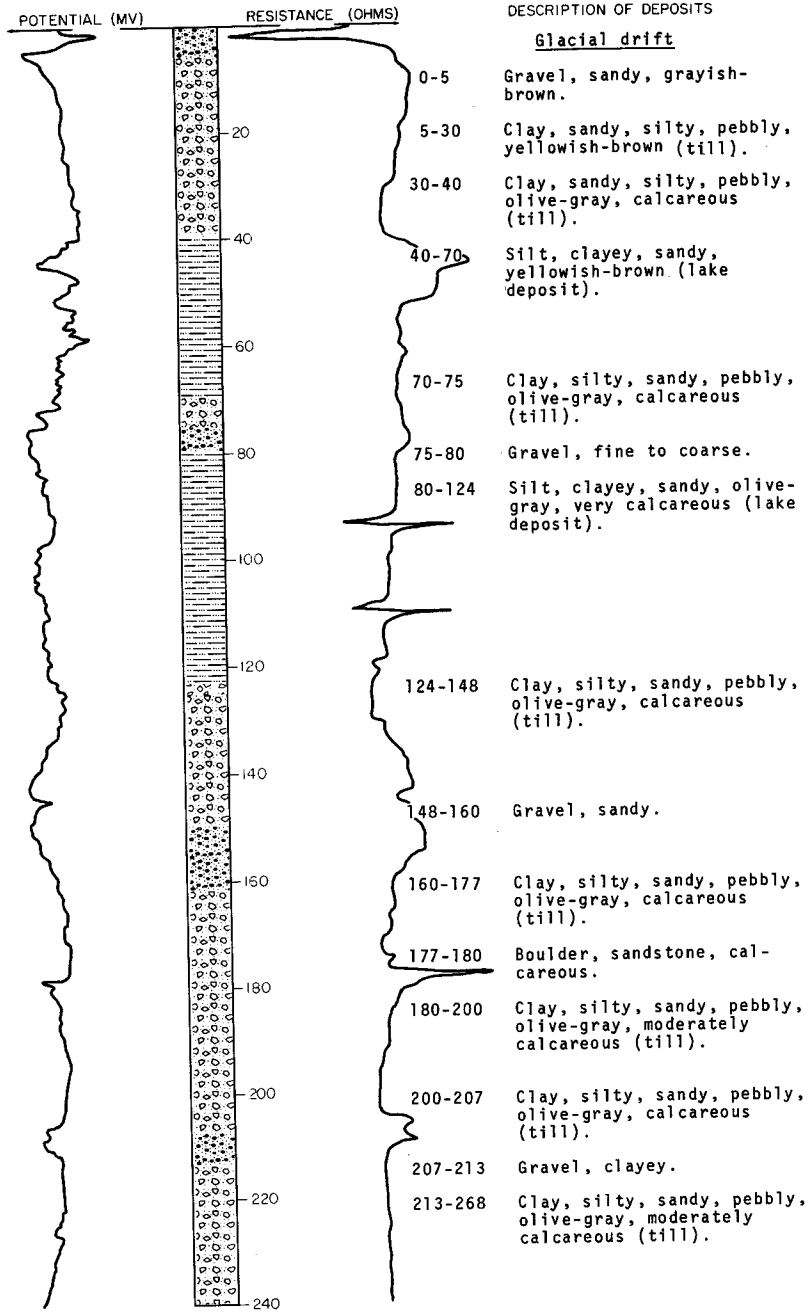 POTENTIAL (MV) RESISTANCE (OHMS) DESCRIPTION OF DEPOSITS
Glacial drift
0-5 Gravel, sandy, grayish-
brown.
20
5-30 Clay, sandy, silty, pebbly,
yellowish-brown (till).
30-40 Clay, sandy, silty, pebbly,
olive-gray, calcareous
(till).
40
40-70 Silt, clayey, sandy,
yellowish-brown (lake
deposit).
60
70-75 Clay, silty, sandy, pebbly,
olive-gray, calcareous
(till).
75-80 Gravel, fine to coarse.
80
80-124 Silt, clayey, sandy, olive-
gray, very calcareous (lake
deposit).
100
120
124-148 Clay, silty, sandy, pebbly,
olive-gray, calcareous
(till).
140
148-160 Gravel, sandy.
160
160-177 Clay, silty, sandy, pebbly,
olive-gray, calcareous
(till).
177-180 Boulder, sandstone, cal-
careous.
180
180-200 Clay, silty, sandy, pebbly,
olive-gray, moderately
calcareous (till).
200
200-207 Clay, silty, sandy, pebbly,
olive-gray, calcareous
(till).
207-213 Gravel, clayey.
220
213-268 Clay, silty, sandy, pebbly,
olive-gray, moderately
calcareous (till).
240